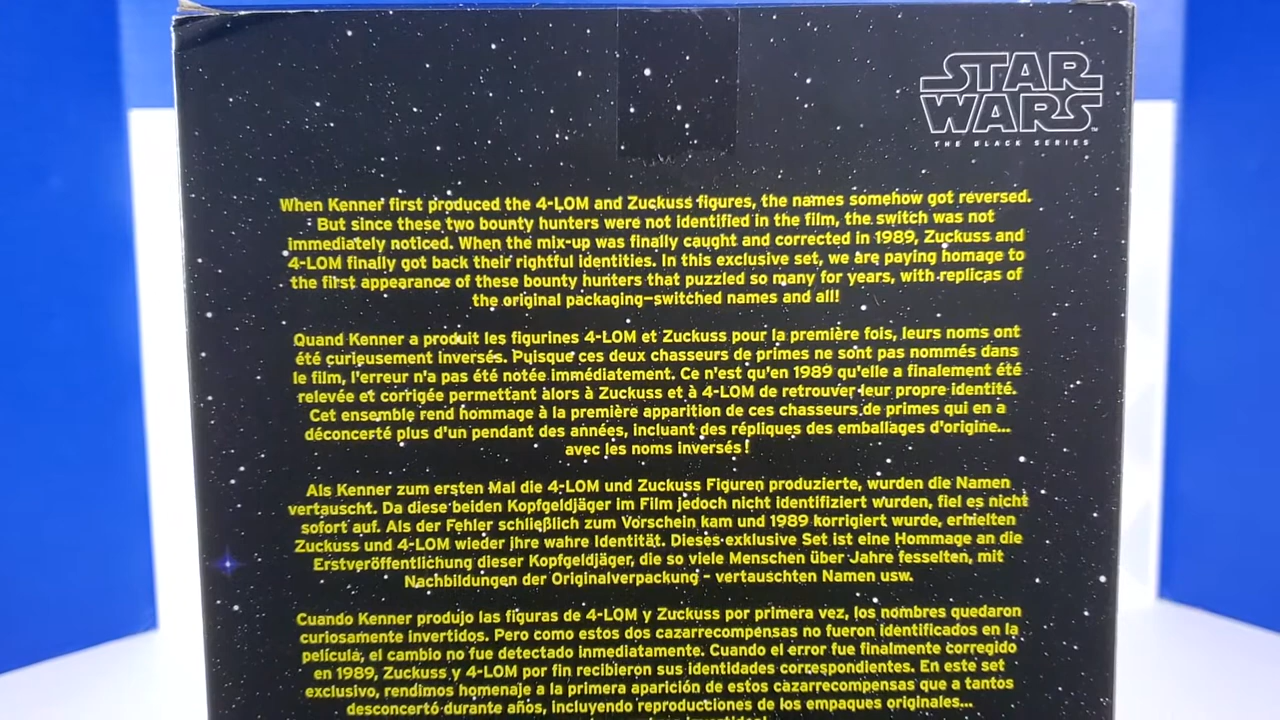 STAR
WARS
THE BLACK SERIES
When Kenner first produced the 4-LOM and Zuckuss figures, the names somehow got reversed.
But since these two bounty hunters were not identified in the film, the switch was not
immediately noticed. When the mix-up was finally caught and corrected in 1989, Zuckuss and
4-LOM finally got back their rightful identities. In this exclusive set, we are paying homage to
the first appearance of these bounty hunters that puzzled so many for years, with replicas of
the original packaging—switched names and all!
Quand Kenner a produit les figurines 4-LOM et Zuckuss pour la première fois, leurs noms ont
été curieusement inversés. Puisque ces deux chasseurs de primes ne sont pas nommés dans
le film, l'erreur n'a pas été notée immédiatement. Ce n'est qu'en 1989 qu'elle a finalement été
relevée et corrigée permettant alors à Zuckuss et à 4-LOM de retrouver leur propre identité.
Cet ensemble rend hommage à la première apparition de ces chasseurs de primes qui en a
déconcerté plus d'un pendant des années, incluant des répliques des emballages d'origine...
avec les noms inversés!
Als Kenner zum ersten Mal die 4-LOM und Zuckuss Figuren produzierte, wurden die Namen
vertauscht. Da diese beiden Kopfgeldjäger im Film jedoch nicht identifiziert wurden, fiel es nicht
sofort auf. Als der Fehler schließlich zum Vorschein kam und 1989 korrigiert wurde, erhielten
Zuckuss und 4-LOM wieder ihre wahre Identität. Dieses exklusive Set ist eine Hommage an die
Erstveröffentlichung dieser Kopfgeldjäger, die so viele Menschen über Jahre fesselten, mit
Nachbildungen der Originalverpackung - vertauschten Namen usw.
Cuando Kenner produjo las figuras de 4-LOM y Zuckuss por primera vez, los nombres quedaron
curiosamente invertidos. Pero como estos dos cazarrecompensas no fueron identificados en la
película, el cambio no fue detectado inmediatamente. Cuando el error fue finalmente corregido
en 1989, Zuckuss y 4-LOM por fin recibieron sus identidades correspondientes. En este set
exclusivo, rendimos homenaje a la primera aparición de estos cazarrecompensas que a tantos
desconcertó durante años, incluyendo reproducciones de los empaques originales...